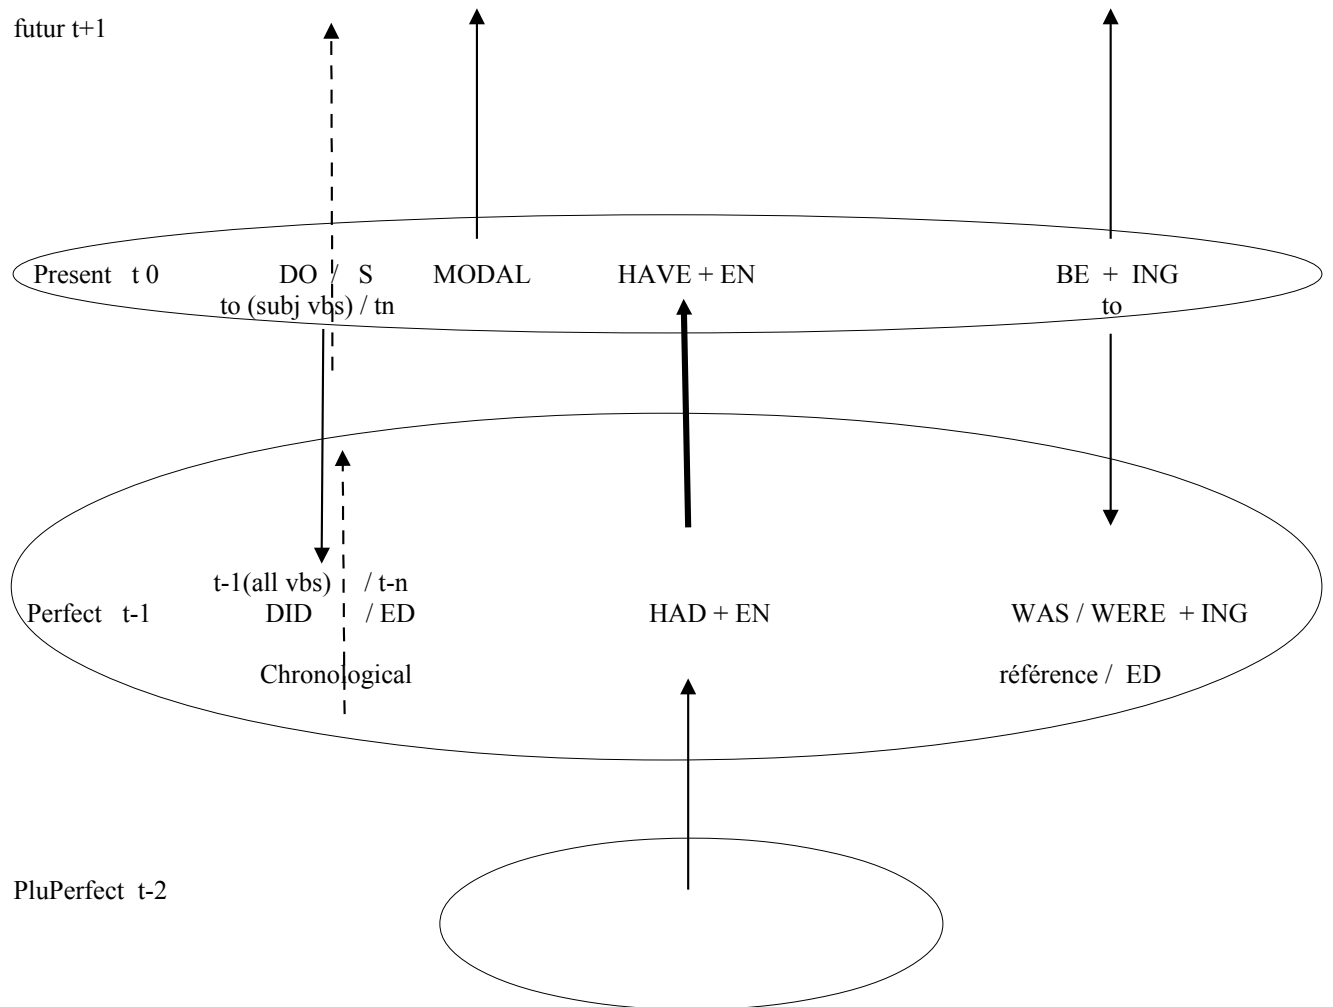 futur t+1
Present t 0 DO / S MODAL HAVE + EN BE + ING
to (subj vbs) / tn to
t-1(all vbs) / t-n
Perfect t-1 DID / ED HAD + EN WAS / WERE + ING
Chronological référence / ED
PluPerfect t-2